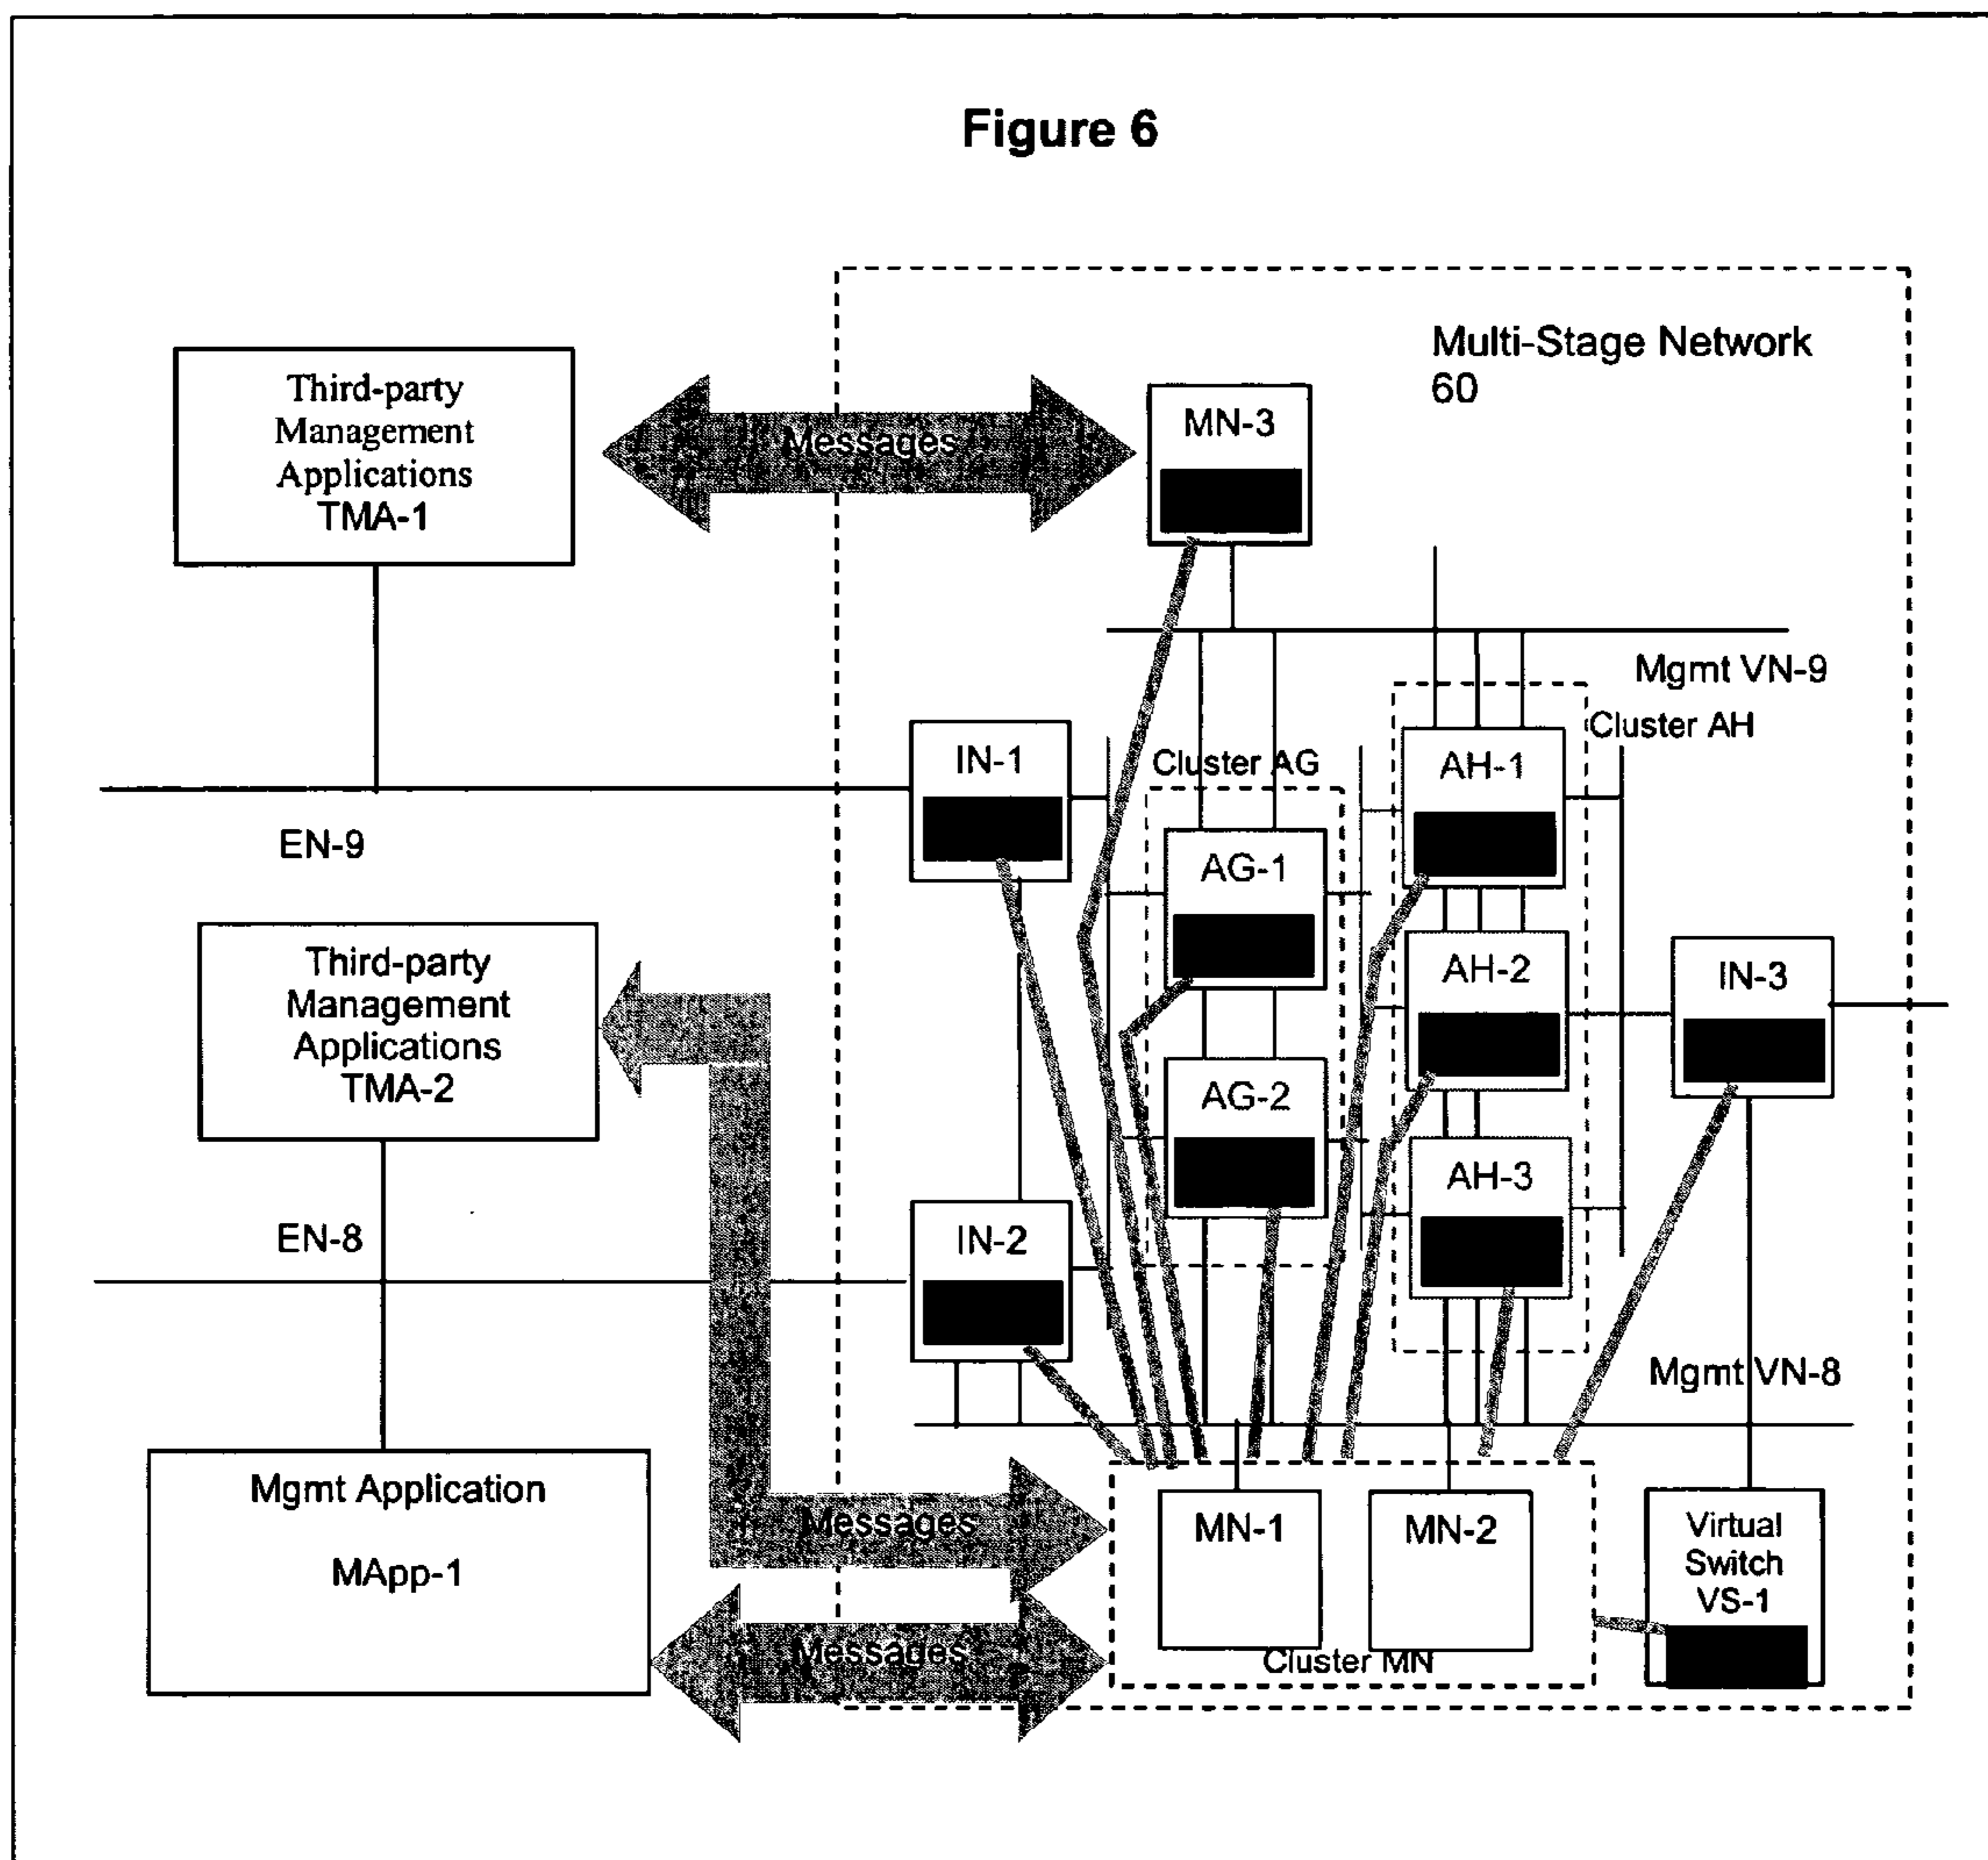 Figure 6
Multi-Stage Network
60
Third-party
Management
Applications
TMA-1
Messages
MN-3
Mgmt VN-9
Cluster AH
IN-1
Cluster AG
AH-1
EN-9
AG-1
Third-party
Management
Applications
TMA-2
AH-2
IN-3
AG-2
AH-3
EN-8
IN-2
Mgmt VN-8
Mgmt Application
MApp-1
Messages
MN-1
MN-2
Virtual
Switch
VS-1
Messages
Cluster MN